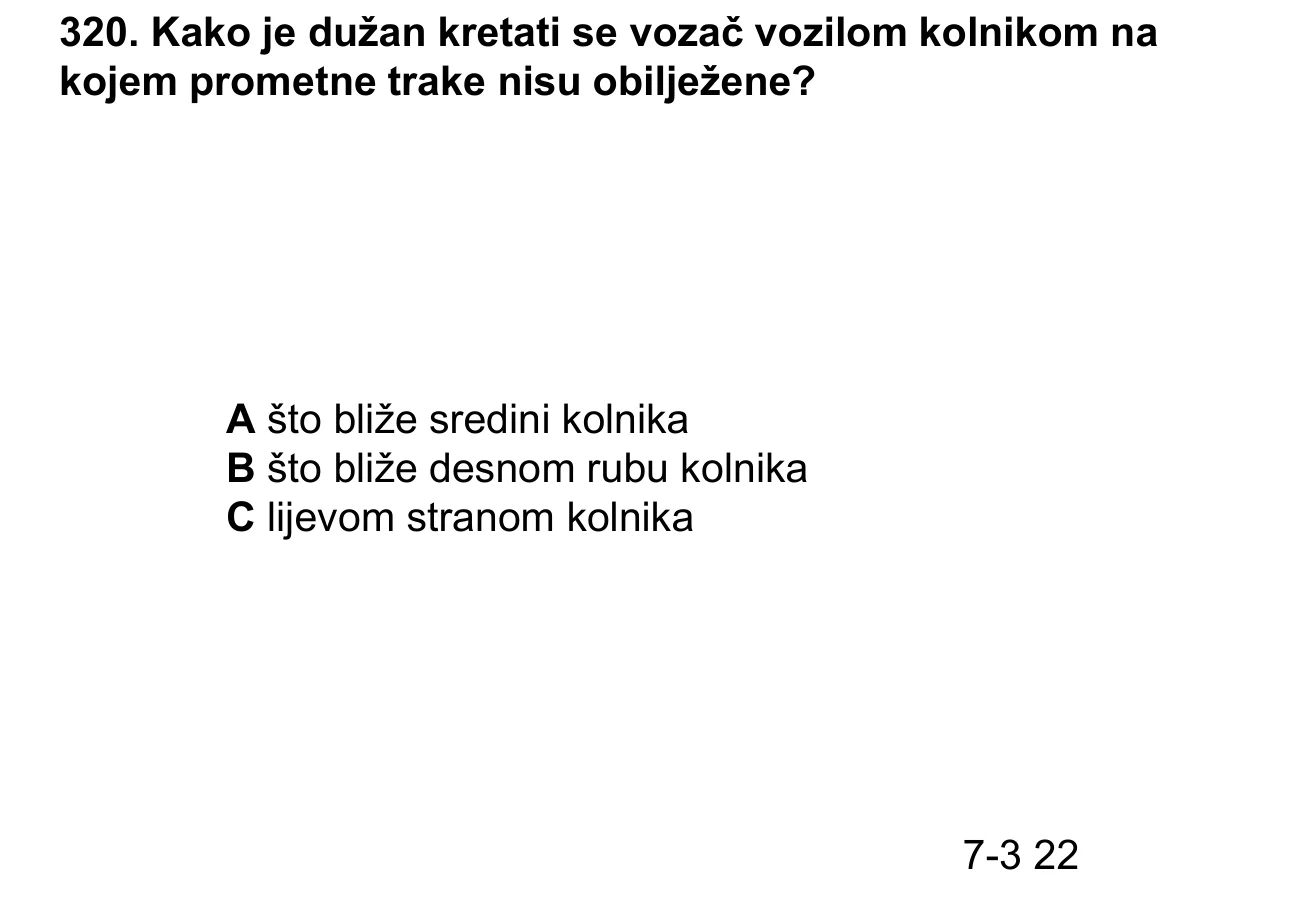 320. Kako je dužan kretati se vozač vozilom kolnikom na
kojem prometne trake nisu obilježene?
A što bliže sredini kolnika
B što bliže desnom rubu kolnika
C lijevom stranom kolnika
7-3 22